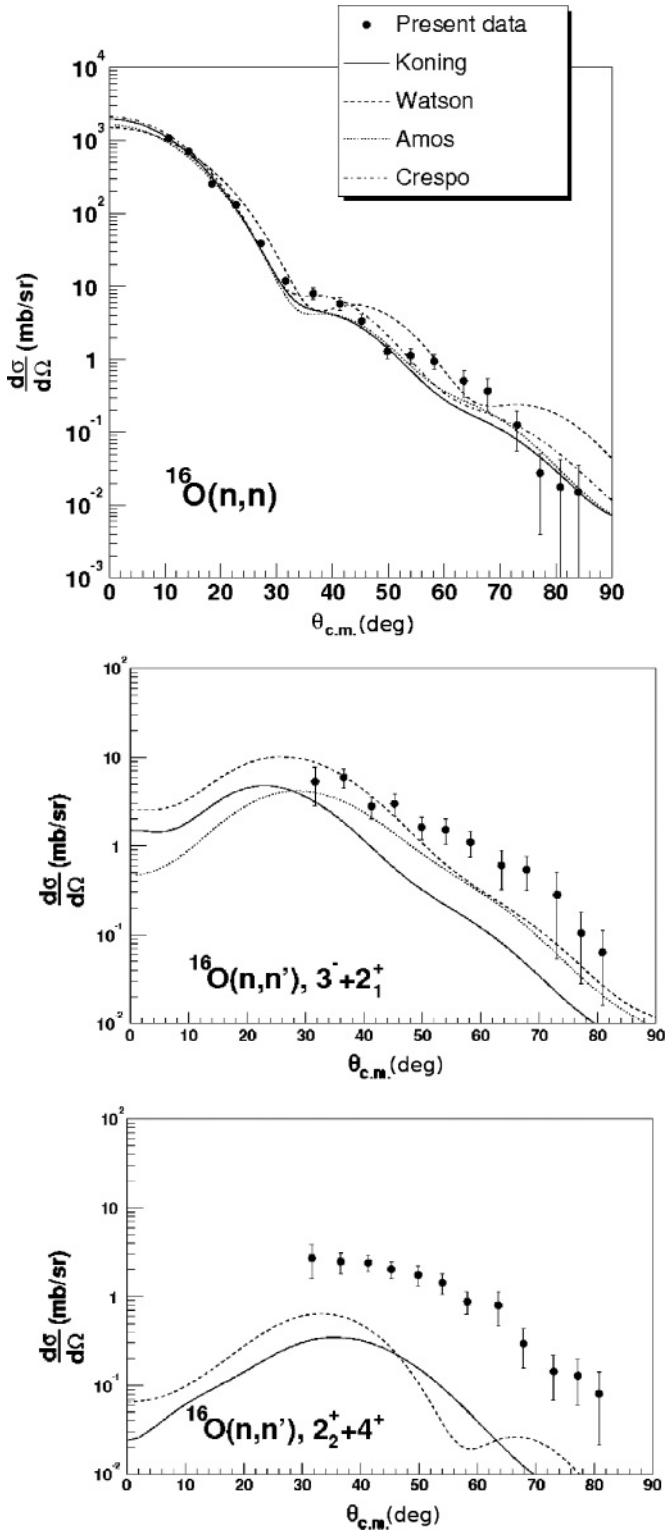 Present data
Koning
Watson
Amos
Crespo
dσ/dΩ (mb/sr)
10⁴
10³
10²
10
1
10⁻¹
10⁻²
10⁻³
¹⁶O(n,n)
0 10 20 30 40 50 60 70 80 90
θc.m.(deg)
dσ/dΩ (mb/sr)
10²
10
1
10⁻¹
10⁻²
¹⁶O(n,n'), 3⁻+2₁⁺
0 10 20 30 40 50 60 70 80 90
θc.m.(deg)
dσ/dΩ (mb/sr)
10²
10
1
10⁻¹
10⁻²
¹⁶O(n,n'), 2₂⁺+4⁺
0 10 20 30 40 50 60 70 80 90
θc.m.(deg)